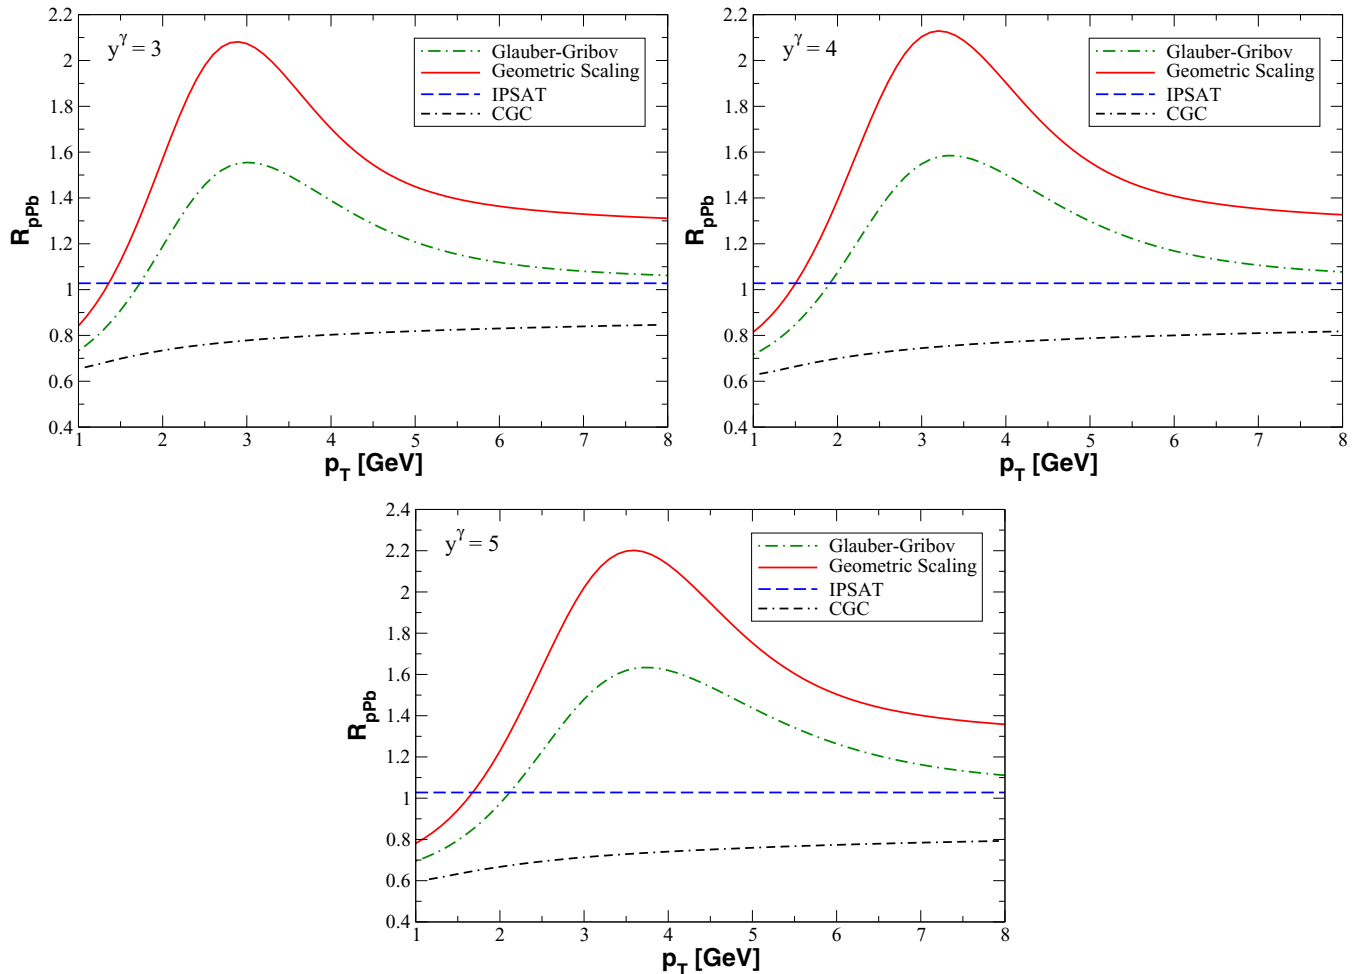 2.2
2
1.8
1.6
1.4
1.2
1
0.8
0.6
0.4
R_pPb
y^γ = 3
Glauber-Gribov
Geometric Scaling
IPSAT
CGC
1 2 3 4 5 6 7 8
p_T [GeV]
2.2
2
1.8
1.6
1.4
1.2
1
0.8
0.6
0.4
R_pPb
y^γ = 4
Glauber-Gribov
Geometric Scaling
IPSAT
CGC
1 2 3 4 5 6 7 8
p_T [GeV]
2.4
2.2
2
1.8
1.6
1.4
1.2
1
0.8
0.6
0.4
R_pPb
y^γ = 5
Glauber-Gribov
Geometric Scaling
IPSAT
CGC
1 2 3 4 5 6 7 8
p_T [GeV]